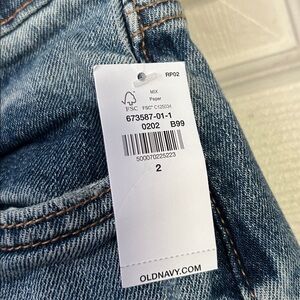 RP02
MIX
Paper
FSC FSC® C125034
673587-01-1
0202 B99
500070225223
2
OLDNAVY.COM